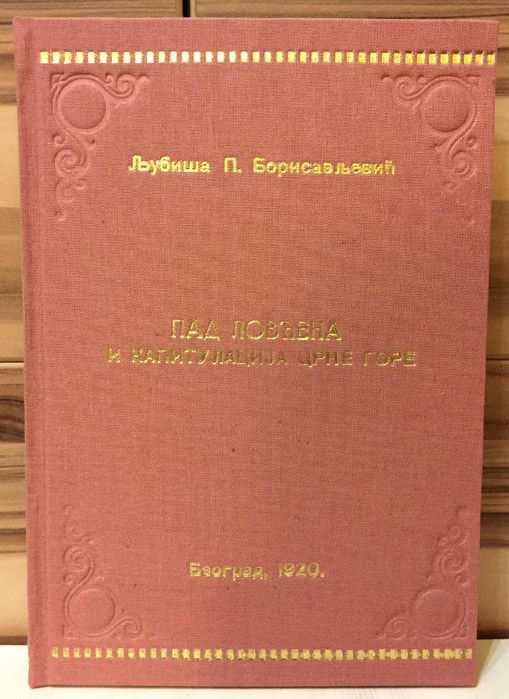 Љубиша П. Борисављевић
ПАД ЛОВЋЕНА
И КАПИТУЛАЦИЈА ЦРНЕ ГОРЕ
Београд, 1920.